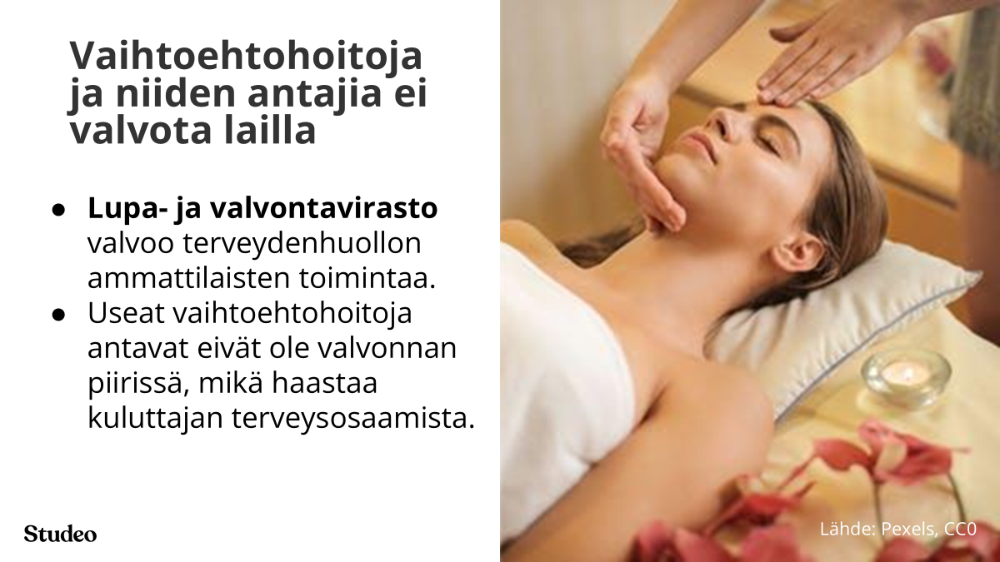 Vaihtoehtohoitoja
ja niiden antajia ei
valvota lailla
● Lupa- ja valvontavirasto
valvoo terveydenhuollon
ammattilaisten toimintaa.
● Useat vaihtoehtohoitoja
antavat eivät ole valvonnan
piirissä, mikä haastaa
kuluttajan terveysosaamista.
Studeo
Lähde: Pexels, CC0